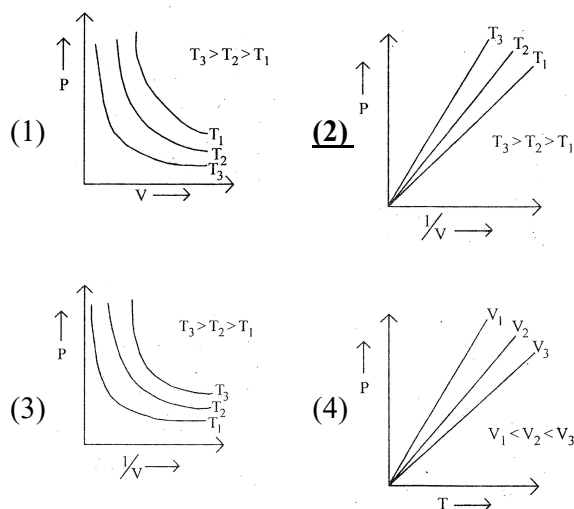 (1)
P
T₃ > T₂ > T₁
T₁
T₂
T₃
V
(2)
P
T₃
T₂
T₁
T₃ > T₂ > T₁
1/V
(3)
P
T₃ > T₂ > T₁
T₃
T₂
T₁
1/V
(4)
P
V₁
V₂
V₃
V₁ < V₂ < V₃
T